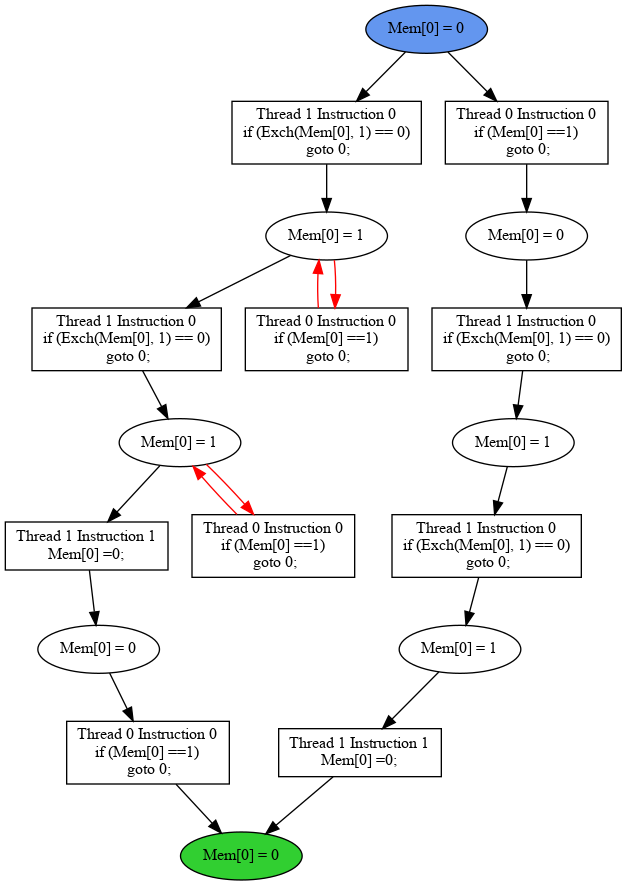 Mem[0] = 0
Thread 1 Instruction 0
if (Exch(Mem[0], 1) == 0)
goto 0;
Thread 0 Instruction 0
if (Mem[0] ==1)
goto 0;
Mem[0] = 1
Mem[0] = 0
Thread 1 Instruction 0
if (Exch(Mem[0], 1) == 0)
goto 0;
Thread 0 Instruction 0
if (Mem[0] ==1)
goto 0;
Thread 1 Instruction 0
if (Exch(Mem[0], 1) == 0)
goto 0;
Mem[0] = 1
Mem[0] = 1
Thread 1 Instruction 1
Mem[0] =0;
Thread 0 Instruction 0
if (Mem[0] ==1)
goto 0;
Thread 1 Instruction 0
if (Exch(Mem[0], 1) == 0)
goto 0;
Mem[0] = 0
Mem[0] = 1
Thread 0 Instruction 0
if (Mem[0] ==1)
goto 0;
Thread 1 Instruction 1
Mem[0] =0;
Mem[0] = 0